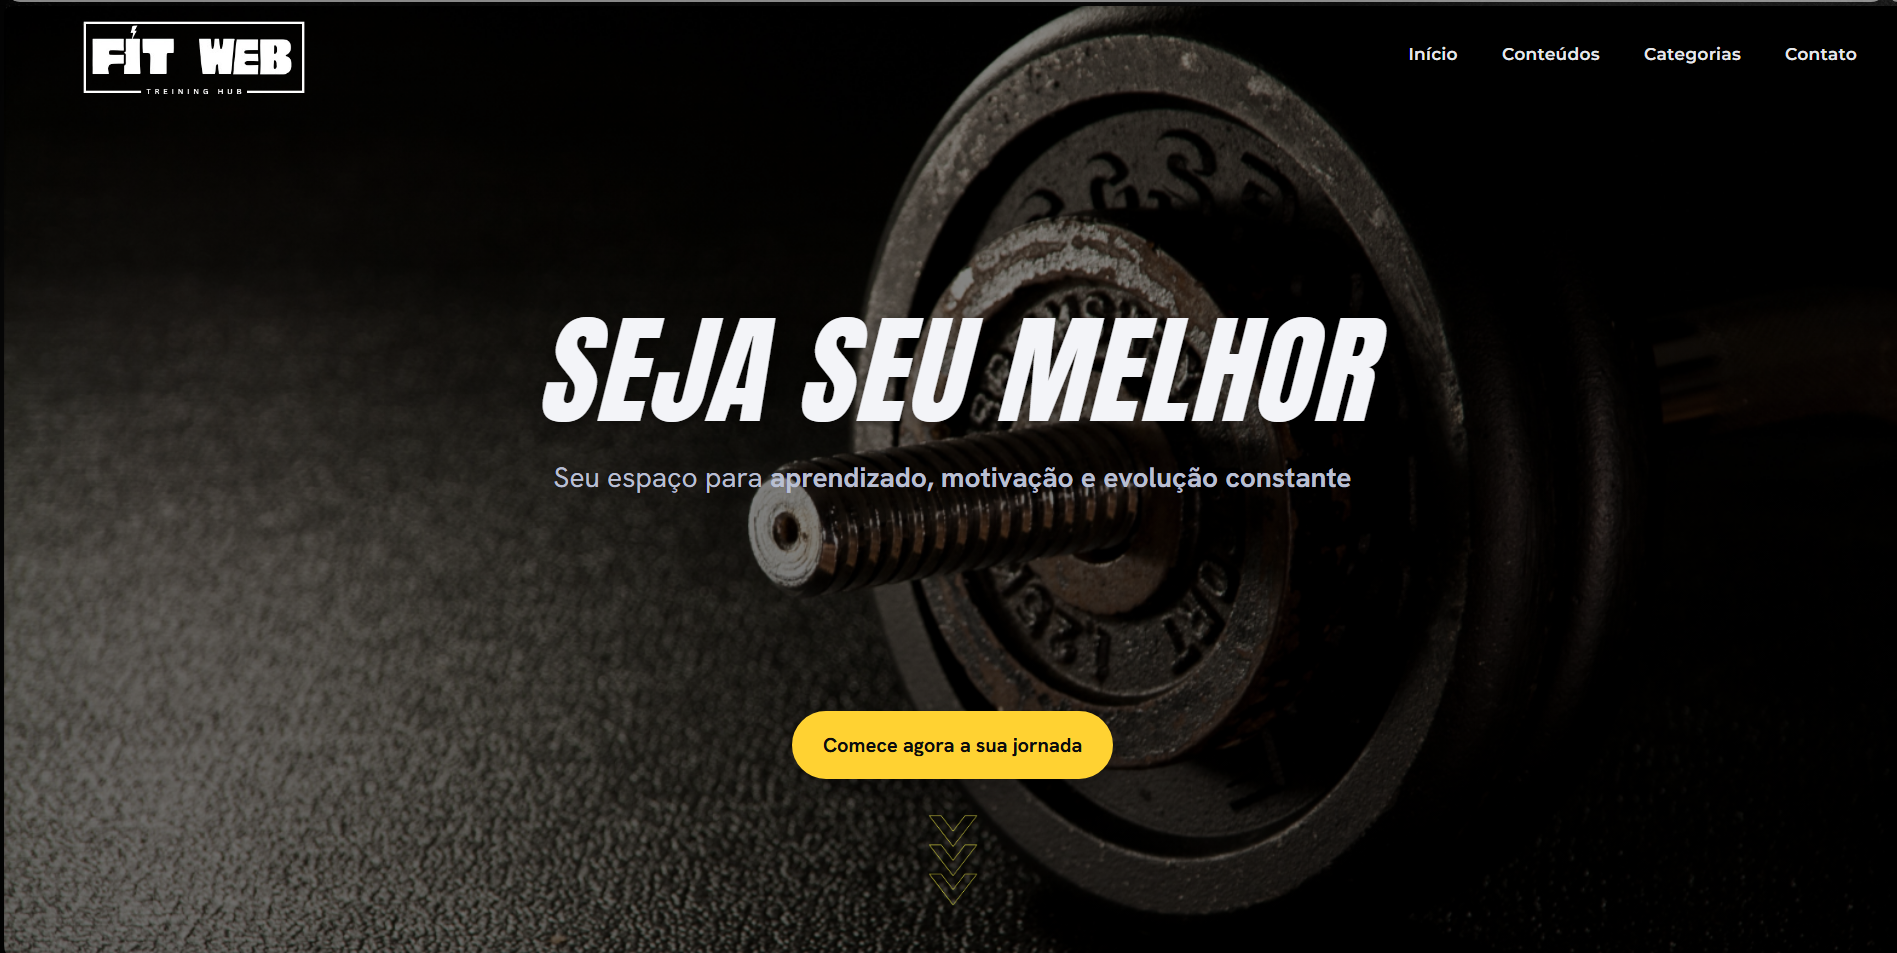 FIT WEB
TREINING HUB
Início Conteúdos Categorias Contato
SEJA SEU MELHOR
Seu espaço para aprendizado, motivação e evolução constante
Comece agora a sua jornada